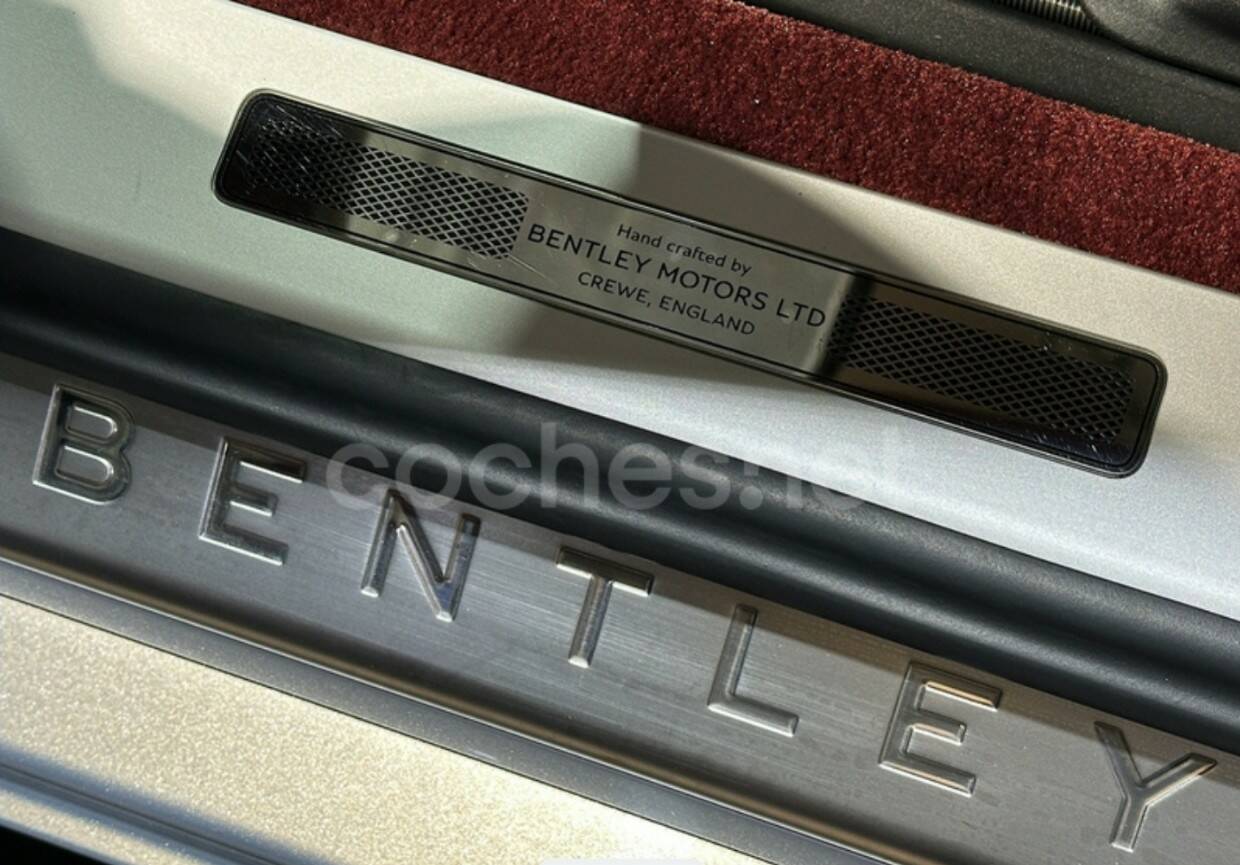 Hand crafted by
BENTLEY MOTORS LTD
CREWE, ENGLAND
coches.net
BENTLEY